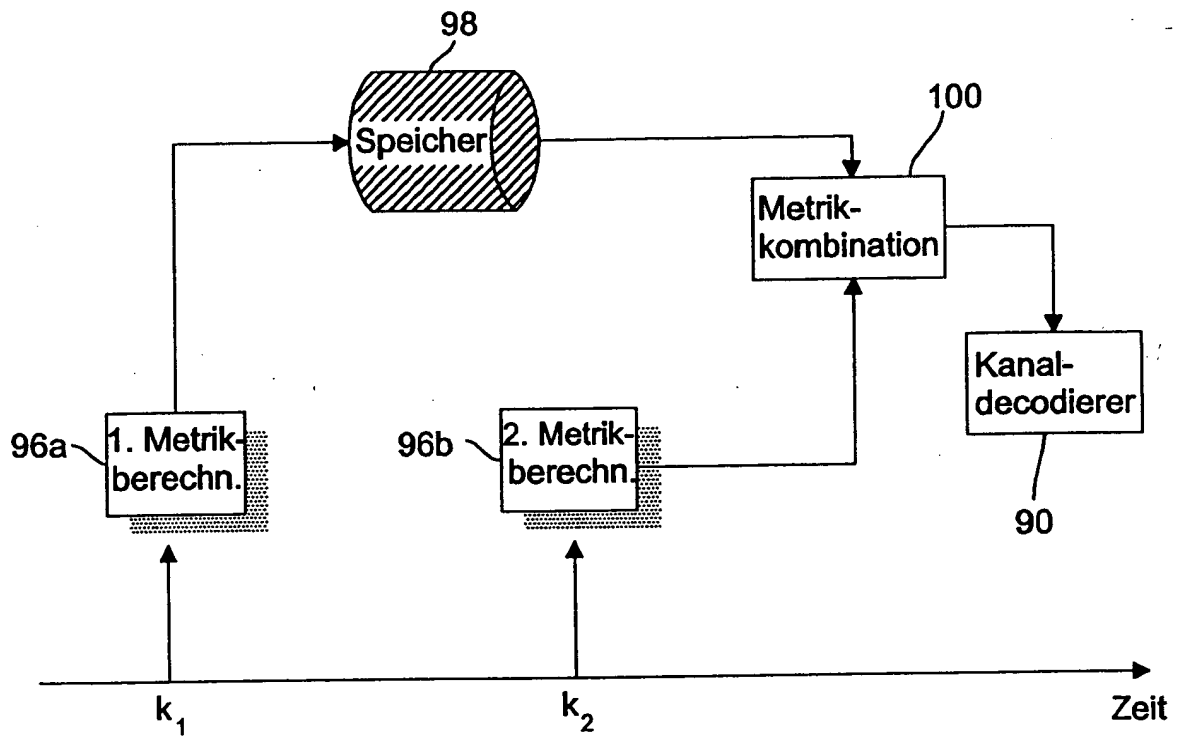 98
Speicher
100
Metrik-
kombination
Kanal-
decodierer
90
96a
1. Metrik-
berechn.
96b
2. Metrik-
berechn.
k1
k2
Zeit